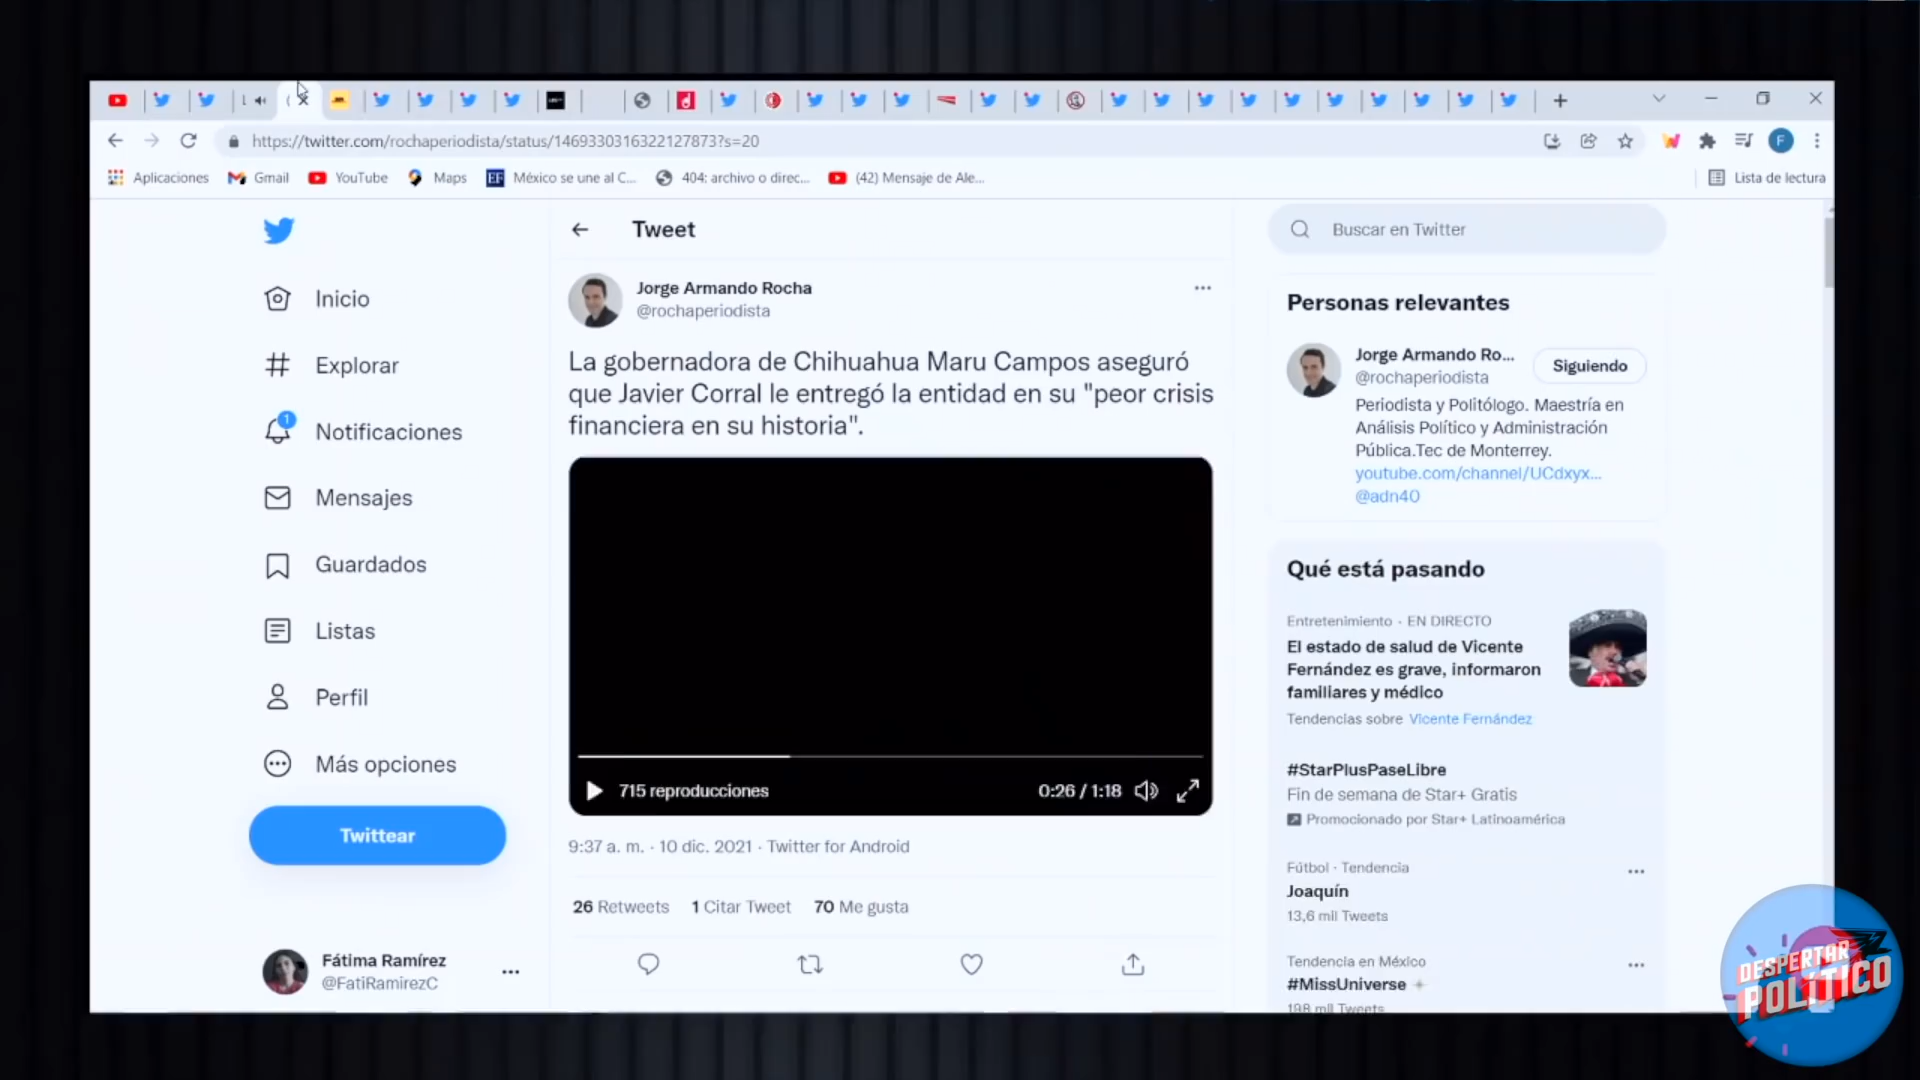 https://twitter.com/rochaperiodista/status/1469330316322127873?s=20
Aplicaciones
Gmail
YouTube
Maps
EF
México se une al C...
404: archivo o direc...
(42) Mensaje de Ale...
Lista de lectura
F
Inicio
Explorar
1
Notificaciones
Mensajes
Guardados
Listas
Perfil
Más opciones
Twittear
Fátima Ramírez
@FatiRamirezC
Tweet
Jorge Armando Rocha
@rochaperiodista
La gobernadora de Chihuahua Maru Campos aseguró
que Javier Corral le entregó la entidad en su "peor crisis
financiera en su historia".
715 reproducciones
0:26 / 1:18
9:37 a. m. · 10 dic. 2021 · Twitter for Android
26 Retweets 1 Citar Tweet 70 Me gusta
Buscar en Twitter
Personas relevantes
Jorge Armando Ro...
@rochaperiodista
Siguiendo
Periodista y Politólogo. Maestría en
Análisis Político y Administración
Pública.Tec de Monterrey.
youtube.com/channel/UCdxyx...
@adn40
Qué está pasando
Entretenimiento · EN DIRECTO
El estado de salud de Vicente
Fernández es grave, informaron
familiares y médico
Tendencias sobre Vicente Fernández
#StarPlusPaseLibre
Fin de semana de Star+ Gratis
Promocionado por Star+ Latinoamérica
Fútbol · Tendencia
Joaquín
13,6 mil Tweets
Tendencia en México
#MissUniverse
198 mil Tweets
DESPERTAR
POLÍTICO